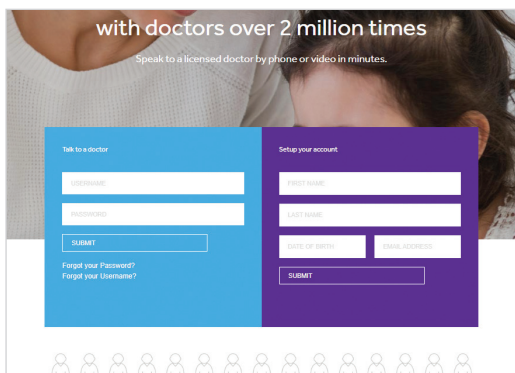 with doctors over 2 million times
Speak to a licensed doctor by phone or video in minutes.
Talk to a doctor
USERNAME
PASSWORD
SUBMIT
Forgot your Password?
Forgot your Username?
Setup your account
FIRST NAME
LAST NAME
DATE OF BIRTH
EMAIL ADDRESS
SUBMIT